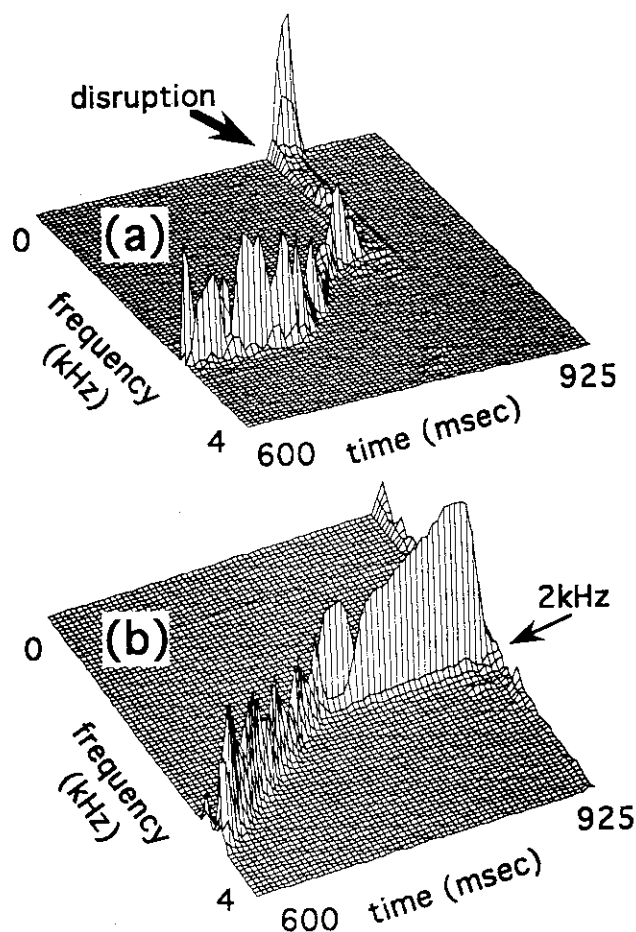 disruption
(a)
0
frequency
(kHz)
925
4
600
time (msec)
2kHz
0
(b)
frequency
(kHz)
925
4
600
time (msec)